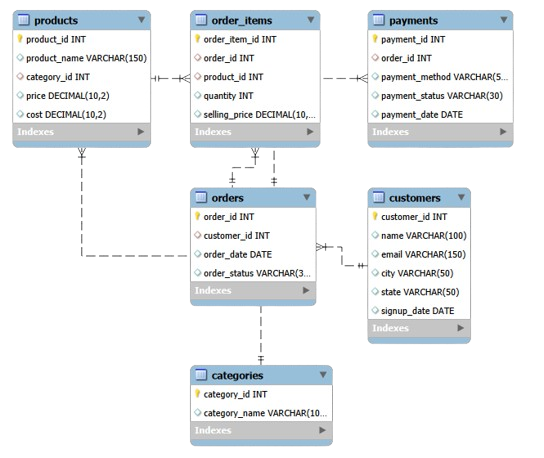 products
product_id INT
product_name VARCHAR(150)
category_id INT
price DECIMAL(10,2)
cost DECIMAL(10,2)
Indexes
order_items
order_item_id INT
order_id INT
product_id INT
quantity INT
selling_price DECIMAL(10,...
Indexes
payments
payment_id INT
order_id INT
payment_method VARCHAR(5...
payment_status VARCHAR(30)
payment_date DATE
Indexes
orders
order_id INT
customer_id INT
order_date DATE
order_status VARCHAR(3...
Indexes
customers
customer_id INT
name VARCHAR(100)
email VARCHAR(150)
city VARCHAR(50)
state VARCHAR(50)
signup_date DATE
Indexes
categories
category_id INT
category_name VARCHAR(10...
Indexes